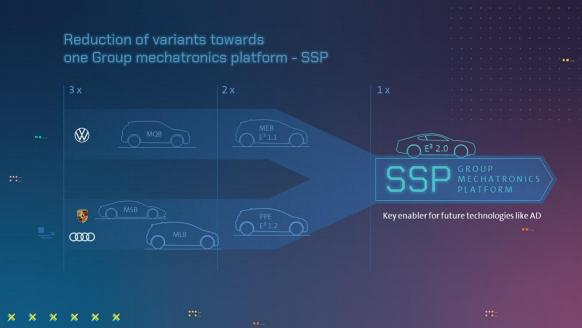 Reduction of variants towards
one Group mechatronics platform - SSP
3 x
2 x
1 x
MQB
MEB
E³ 1.1
E³ 2.0
SSP
GROUP
MECHATRONICS
PLATFORM
MSB
MLB
PPE
E³ 1.2
Key enabler for future technologies like AD